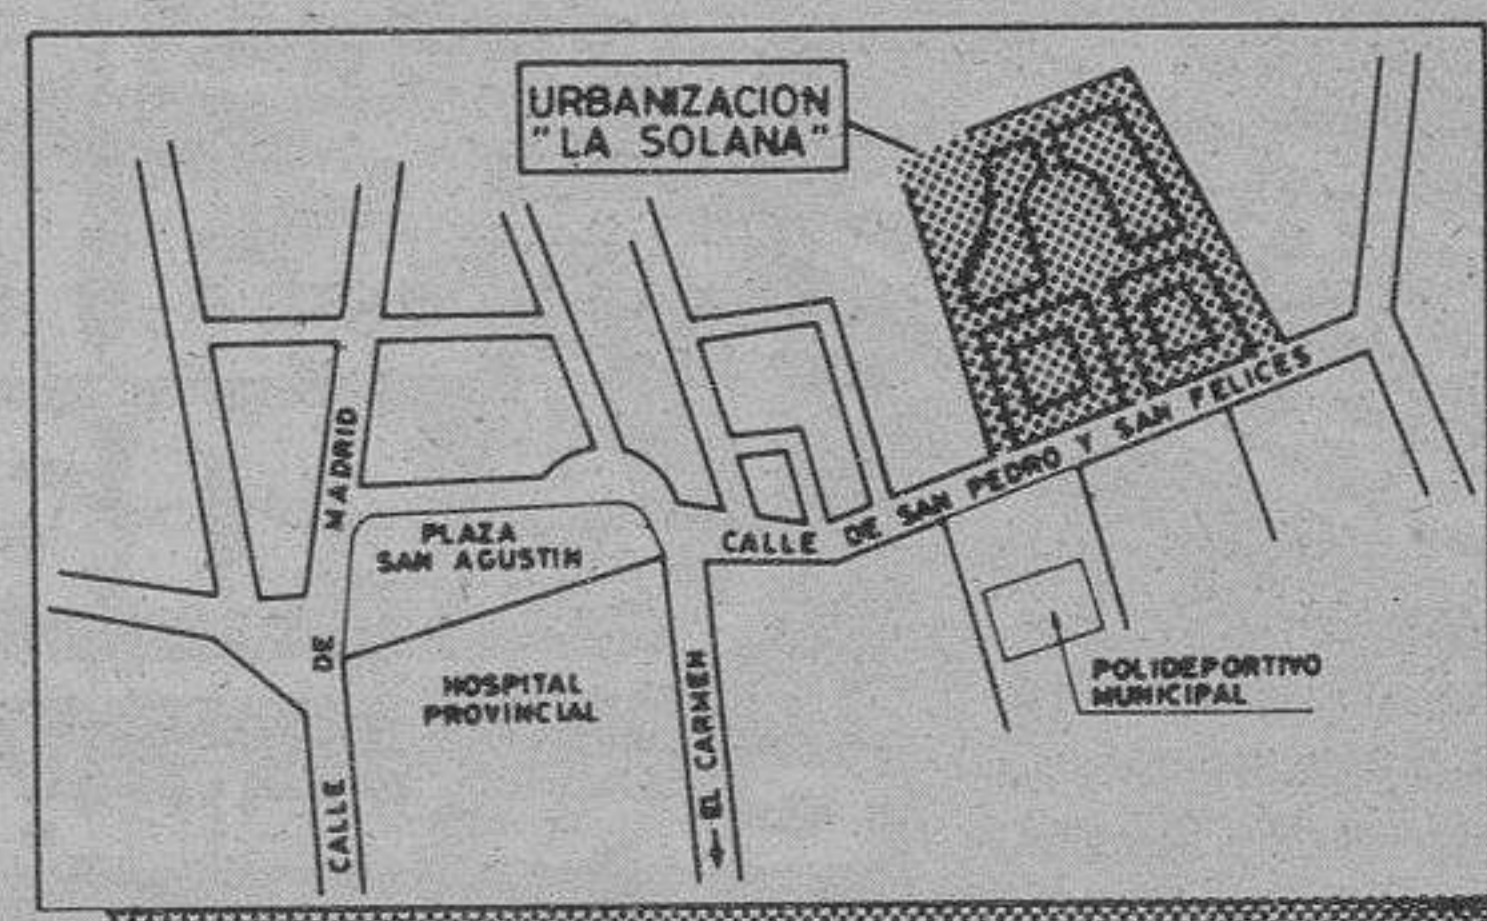 URBANIZACION
"LA SOLANA"
CALLE DE MADRID
PLAZA
SAN AGUSTIN
CALLE DE SAN PEDRO Y SAN FELICES
HOSPITAL
PROVINCIAL
EL CARMEN
POLIDEPORTIVO
MUNICIPAL